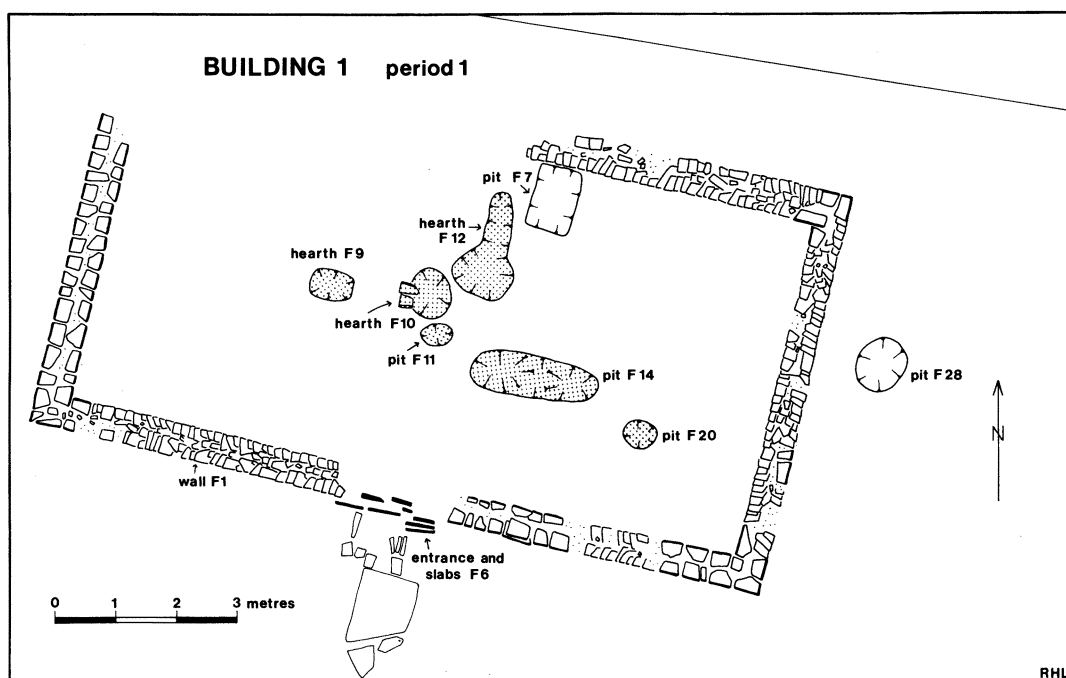 BUILDING 1 period 1
pit F7
hearth
F12
hearth F9
hearth F10
pit F11
pit F14
pit F28
pit F20
N
wall F1
entrance and
slabs F6
0 1 2 3 metres
RHL